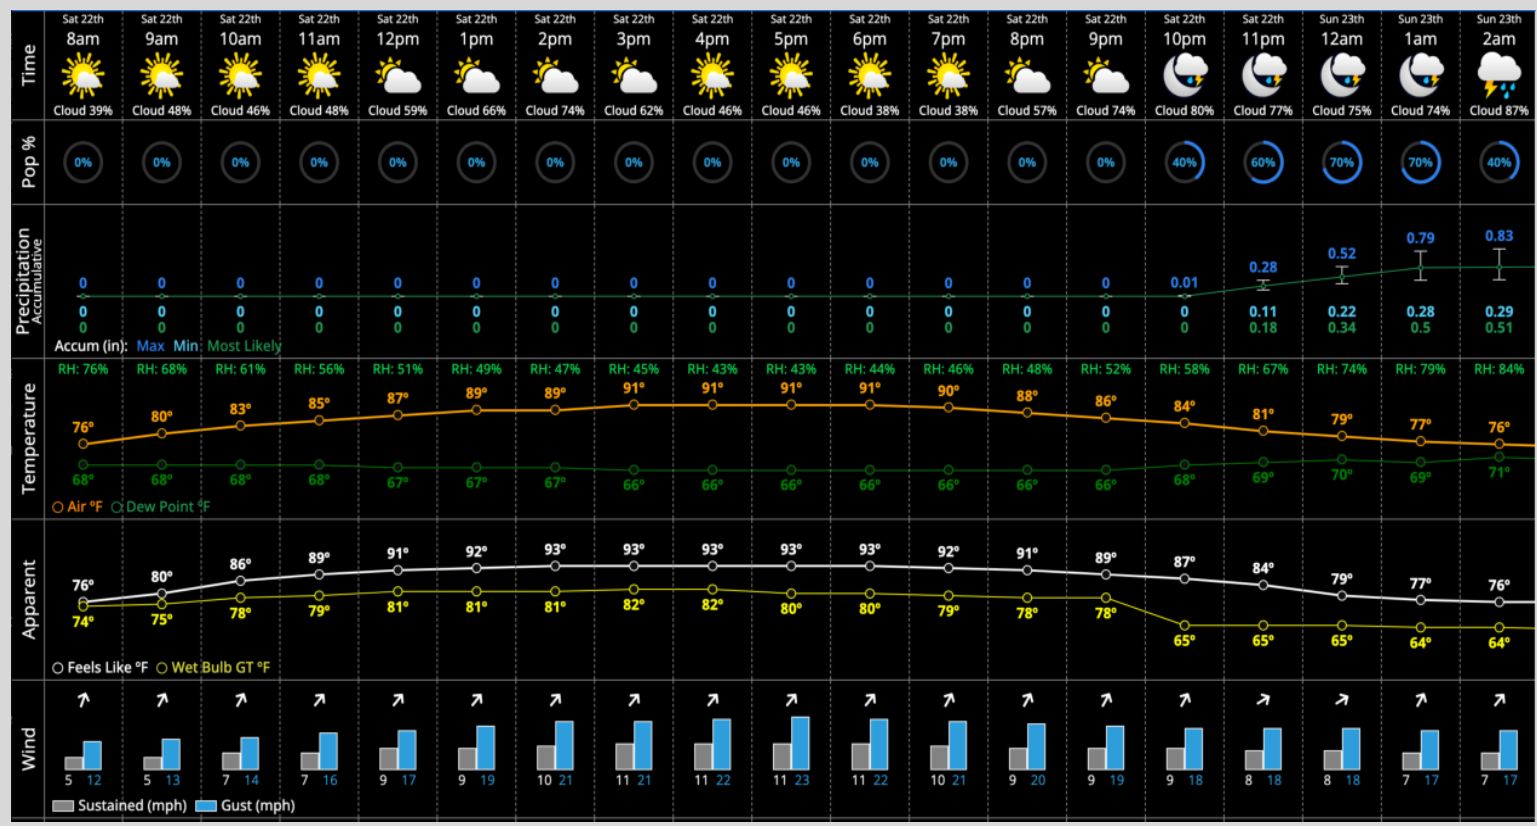 Time
Sat 22th Sat 22th Sat 22th Sat 22th Sat 22th Sat 22th Sat 22th Sat 22th Sat 22th Sat 22th Sat 22th Sat 22th Sat 22th Sat 22th Sat 22th Sat 22th Sun 23th Sun 23th Sun 23th
8am 9am 10am 11am 12pm 1pm 2pm 3pm 4pm 5pm 6pm 7pm 8pm 9pm 10pm 11pm 12am 1am 2am
Cloud 39% Cloud 48% Cloud 46% Cloud 48% Cloud 59% Cloud 66% Cloud 74% Cloud 62% Cloud 46% Cloud 46% Cloud 38% Cloud 38% Cloud 57% Cloud 74% Cloud 80% Cloud 77% Cloud 75% Cloud 74% Cloud 87%
Pop %
0% 0% 0% 0% 0% 0% 0% 0% 0% 0% 0% 0% 0% 0% 40% 60% 70% 70% 40%
Precipitation
Accumulative
0 0 0 0 0 0 0 0 0 0 0 0 0 0 0.01 0.28 0.52 0.79 0.83
0 0 0 0 0 0 0 0 0 0 0 0 0 0 0 0.11 0.22 0.28 0.29
0 0 0 0 0 0 0 0 0 0 0 0 0 0 0 0.18 0.34 0.5 0.51
Accum (in): Max Min Most Likely
Temperature
RH: 76% RH: 68% RH: 61% RH: 56% RH: 51% RH: 49% RH: 47% RH: 45% RH: 43% RH: 43% RH: 44% RH: 46% RH: 48% RH: 52% RH: 58% RH: 67% RH: 74% RH: 79% RH: 84%
76° 80° 83° 85° 87° 89° 89° 91° 91° 91° 91° 90° 88° 86° 84° 81° 79° 77° 76°
68° 68° 68° 68° 67° 67° 67° 66° 66° 66° 66° 66° 66° 66° 68° 69° 70° 69° 71°
Air °F Dew Point °F
Apparent
76° 80° 86° 89° 91° 92° 93° 93° 93° 93° 93° 92° 91° 89° 87° 84° 79° 77° 76°
74° 75° 78° 79° 81° 81° 81° 82° 82° 80° 80° 79° 78° 78° 65° 65° 65° 64° 64°
Feels Like °F Wet Bulb GT °F
Wind
5 12 5 13 7 14 7 16 9 17 9 19 10 21 11 21 11 22 11 23 11 22 10 21 9 20 9 19 9 18 8 18 8 18 7 17 7 17
Sustained (mph) Gust (mph)